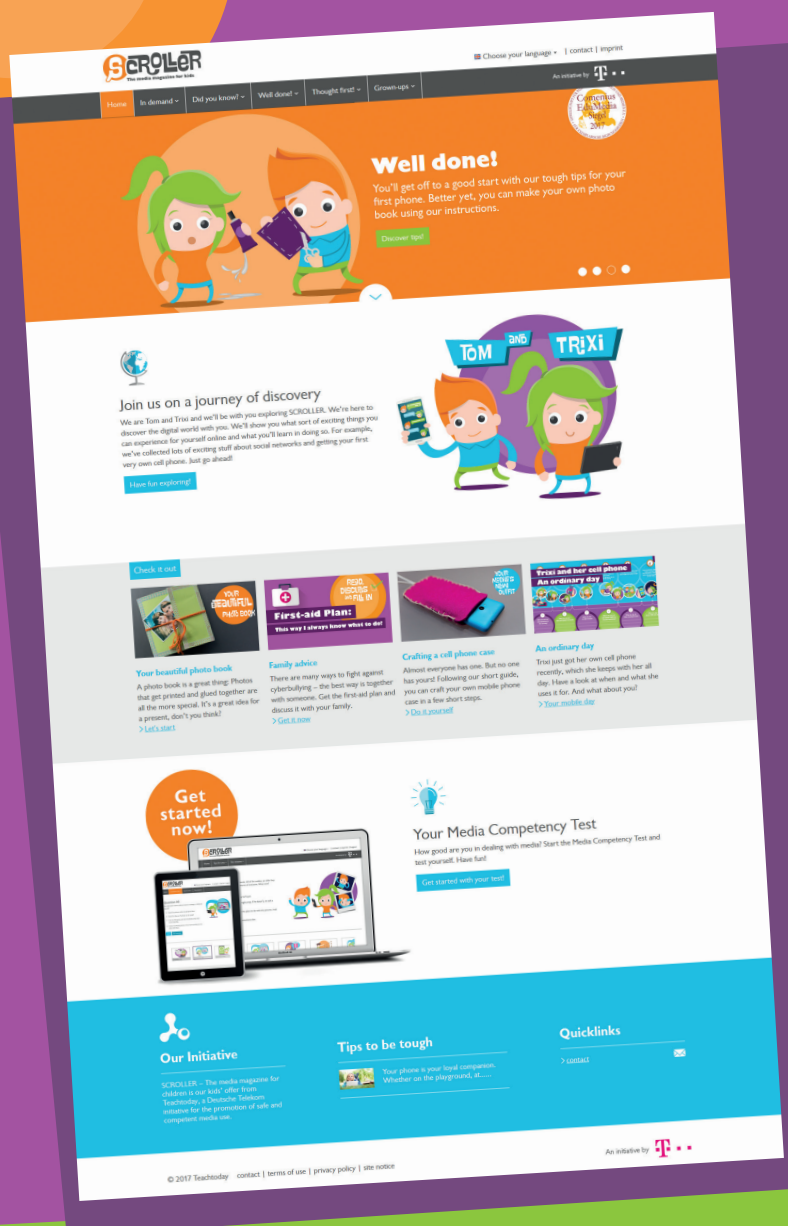 SCROLLER
The media magazine for kids
Choose your language | contact | imprint
Home In demand Did you know? Well done! Thought first! Grown-ups
An initiative by T
Comenius
EduMedia
Siegel
2017
Well done!
You'll get off to a good start with our tough tips for your
first phone. Better yet, you can make your own photo
book using our instructions.
Discover tips!
TOM AND TRIXI
Join us on a journey of discovery
We are Tom and Trixi and we'll be with you exploring SCROLLER. We're here to
discover the digital world with you. We'll show you what sort of exciting things you
can experience for yourself online and what you'll learn in doing so. For example,
we've collected lots of exciting stuff about social networks and getting your first
very own cell phone. Just go ahead!
Have fun exploring!
Check it out
YOUR
BEAUTIFUL
PHOTO BOOK
Your beautiful photo book
A photo book is a great thing: Photos
that get printed and glued together are
all the more special. It's a great idea for
a present, don't you think?
> Let's start
READ,
DISCUSS
AND FILL IN
First-aid Plan:
This way I always know what to do!
Family advice
There are many ways to fight against
cyberbullying – the best way is together
with someone. Get the first-aid plan and
discuss it with your family.
> Get it now
YOUR
MOBILE'S
NEW
OUTFIT
Crafting a cell phone case
Almost everyone has one. But no one
has yours! Following our short guide,
you can craft your own mobile phone
case in a few short steps.
> Do it yourself
Trixi and her cell phone
An ordinary day
An ordinary day
Trixi just got her own cell phone
recently, which she keeps with her all
day. Have a look at when and what she
uses it for. And what about you?
> Your mobile day
Get
started
now!
SCROLLER
SCROLLER
Your Media Competency Test
How good are you in dealing with media? Start the Media Competency Test and
test yourself. Have fun!
Get started with your test!
Our Initiative
SCROLLER – The media magazine for
children is our kids' offer from
Teachtoday, a Deutsche Telekom
initiative for the promotion of safe and
competent media use.
Tips to be tough
Your phone is your loyal companion.
Whether on the playground, at......
Quicklinks
> contact
© 2017 Teachtoday contact | terms of use | privacy policy | site notice
An initiative by T